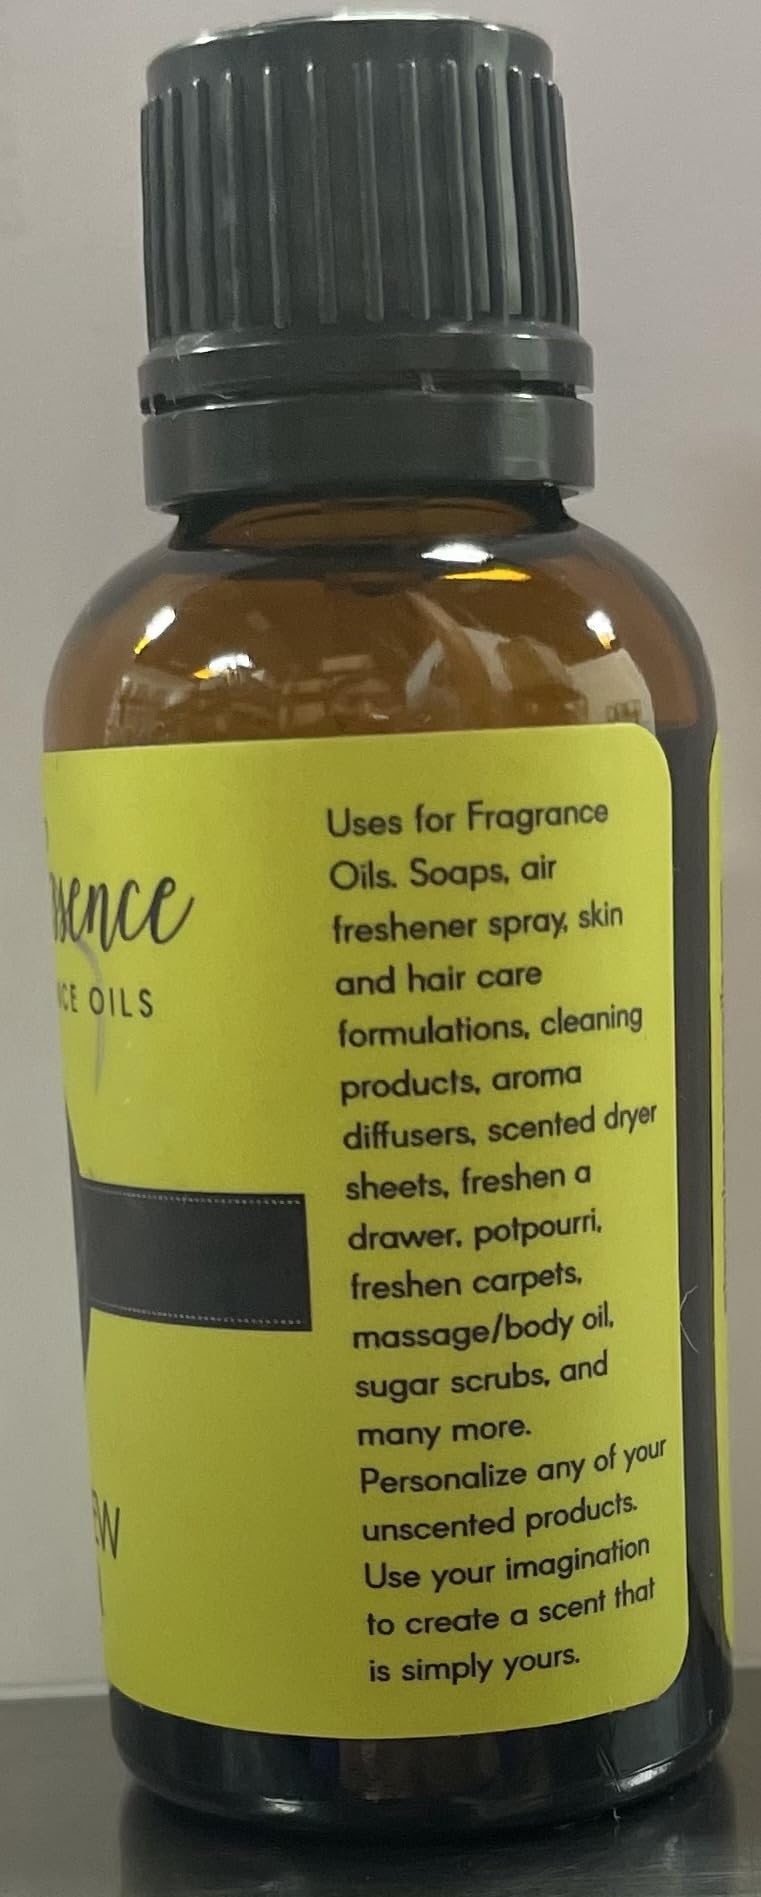 OILS
Uses for Fragrance
Oils. Soaps, air
freshener spray, skin
and hair care
formulations, cleaning
products, aroma
diffusers, scented dryer
sheets, freshen a
drawer, potpourri,
freshen carpets,
massage/body oil,
sugar scrubs, and
many more.
Personalize any of your
unscented products.
Use your imagination
to create a scent that
is simply yours.